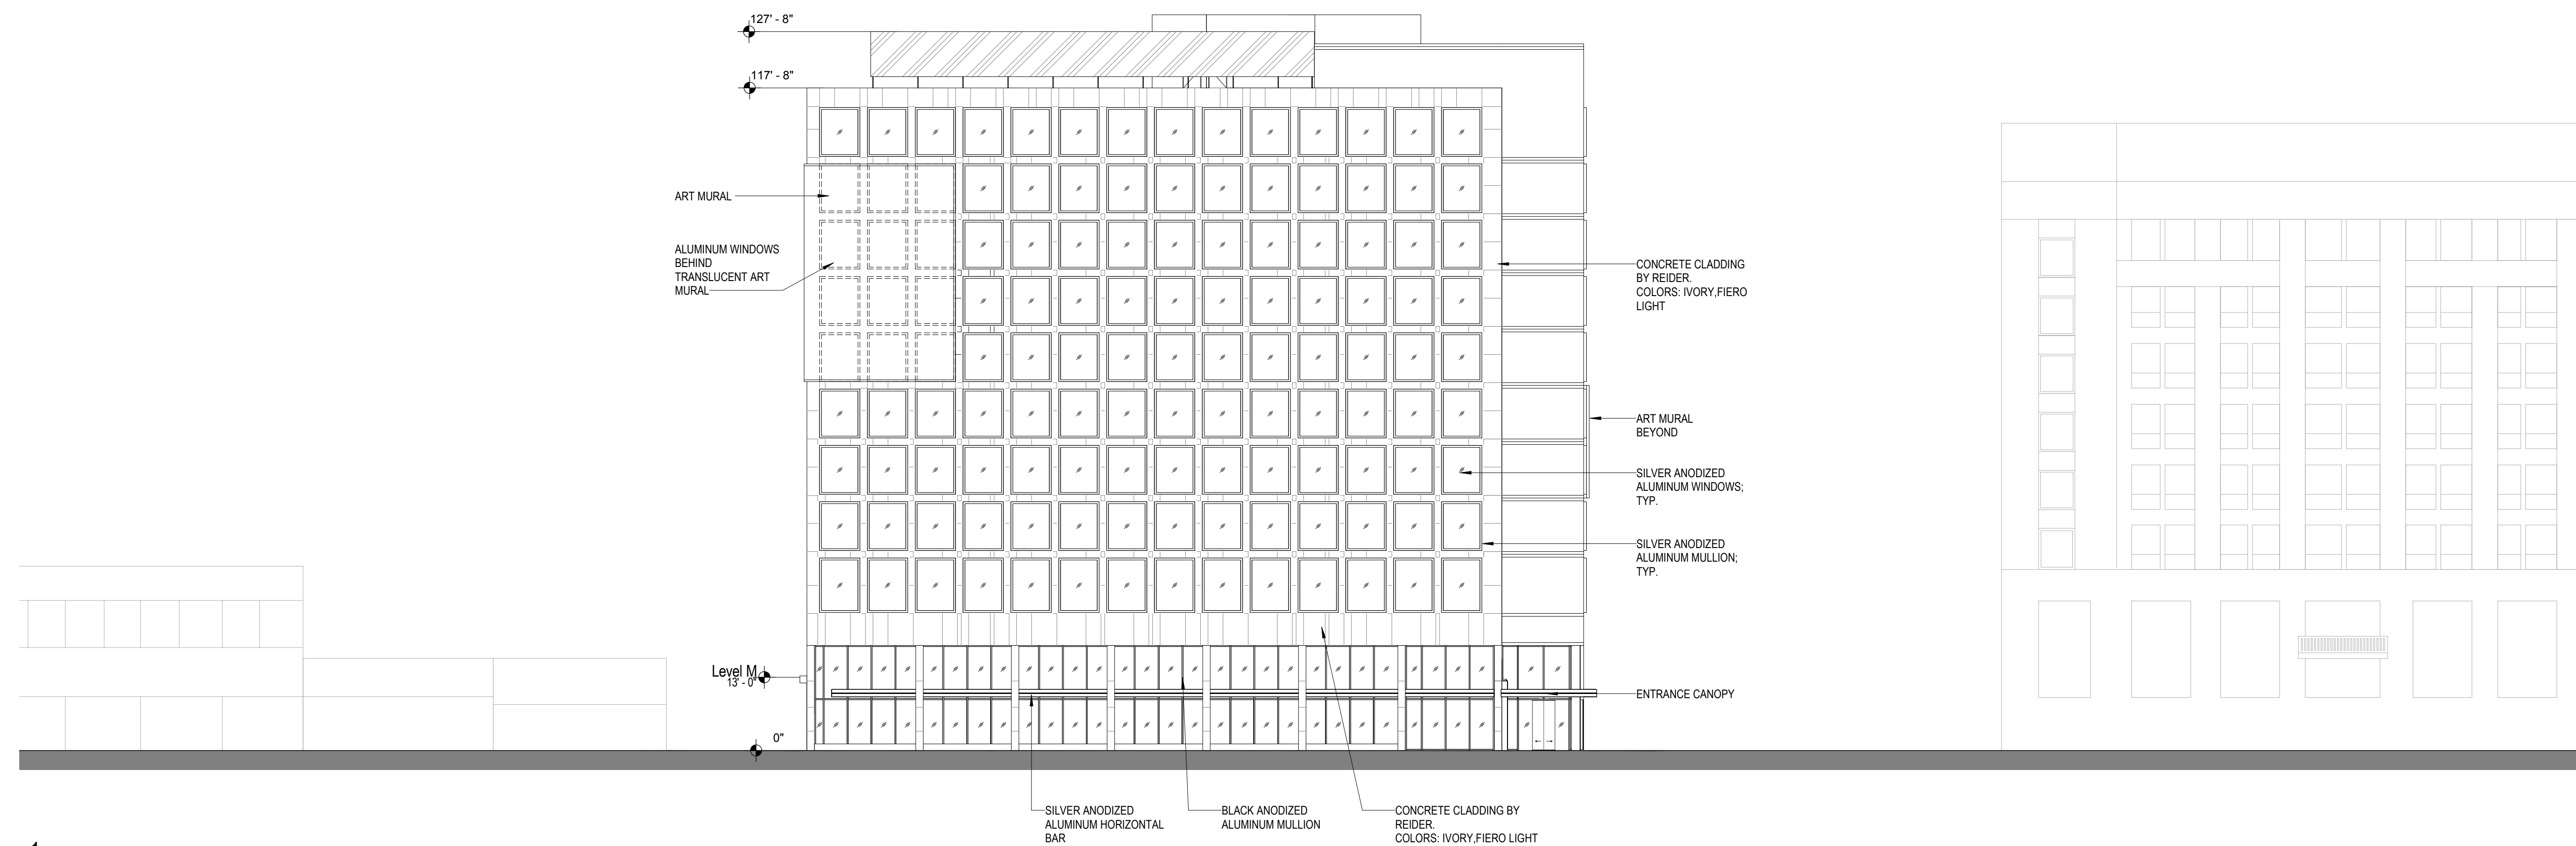 127' - 8"
117' - 8"
ART MURAL
ALUMINUM WINDOWS
BEHIND
TRANSLUCENT ART
MURAL
CONCRETE CLADDING
BY REIDER.
COLORS: IVORY,FIERO
LIGHT
ART MURAL
BEYOND
SILVER ANODIZED
ALUMINUM WINDOWS;
TYP.
SILVER ANODIZED
ALUMINUM MULLION;
TYP.
Level M
13' - 0"
ENTRANCE CANOPY
0"
SILVER ANODIZED
ALUMINUM HORIZONTAL
BAR
BLACK ANODIZED
ALUMINUM MULLION
CONCRETE CLADDING BY
REIDER.
COLORS: IVORY,FIERO LIGHT